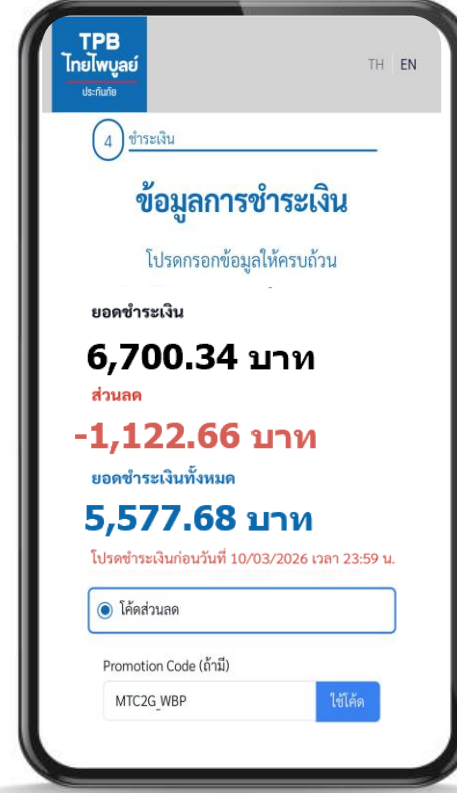 TPB
ไทยไพบูลย์
ประกันภัย
TH EN
4 ชำระเงิน
ข้อมูลการชำระเงิน
โปรดกรอกข้อมูลให้ครบถ้วน
ยอดชำระเงิน
6,700.34 บาท
ส่วนลด
-1,122.66 บาท
ยอดชำระเงินทั้งหมด
5,577.68 บาท
โปรดชำระเงินก่อนวันที่ 10/03/2026 เวลา 23:59 น.
โค้ดส่วนลด
Promotion Code (ถ้ามี)
MTC2G_WBP ใช้โค้ด